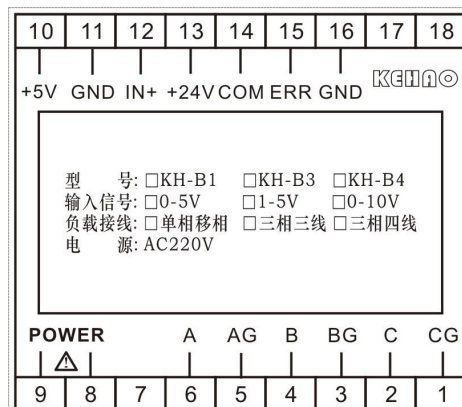 10 11 12 13 14 15 16 17 18
+5V GND IN+ +24V COM ERR GND KEHAO
型 号: □KH-B1 □KH-B3 □KH-B4
输入信号: □0-5V □1-5V □0-10V
负载接线: □单相移相 □三相三线 □三相四线
电 源: AC220V
POWER A AG B BG C CG
9 8 7 6 5 4 3 2 1